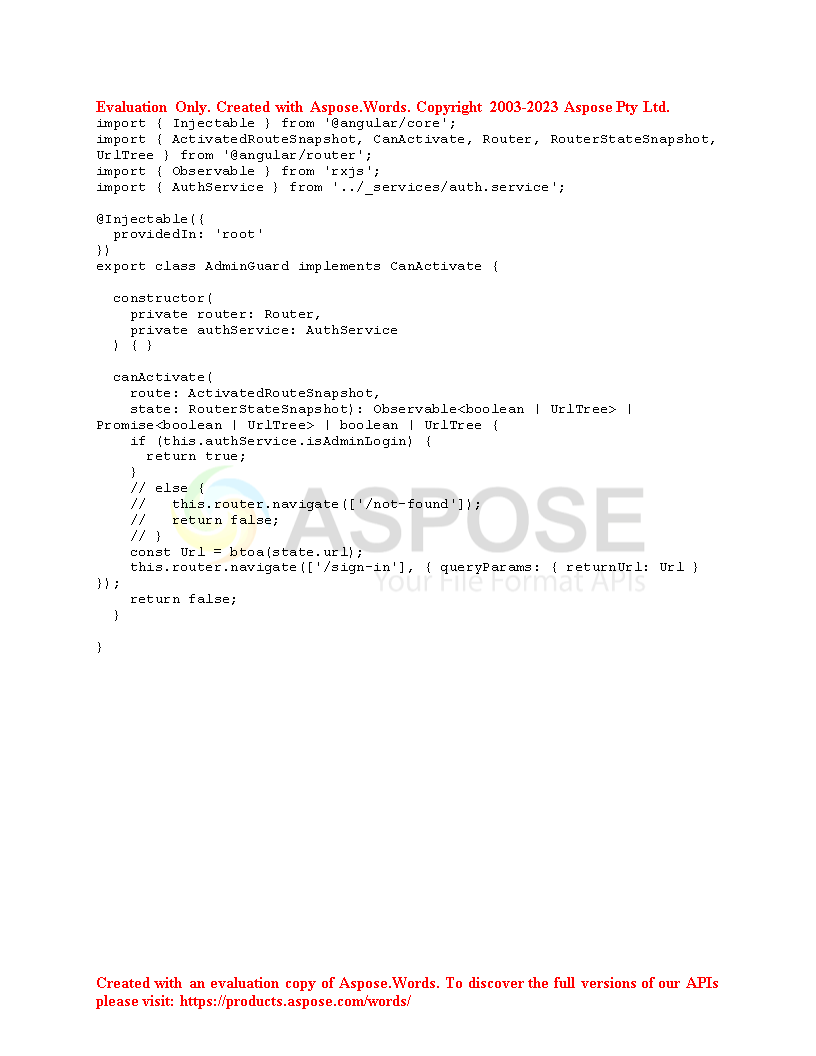 Evaluation Only. Created with Aspose.Words. Copyright 2003-2023 Aspose Pty Ltd.
import { Injectable } from '@angular/core';
import { ActivatedRouteSnapshot, CanActivate, Router, RouterStateSnapshot,
UrlTree } from '@angular/router';
import { Observable } from 'rxjs';
import { AuthService } from '../_services/auth.service';

@Injectable({
  providedIn: 'root'
})
export class AdminGuard implements CanActivate {

  constructor(
    private router: Router,
    private authService: AuthService
  ) { }

  canActivate(
    route: ActivatedRouteSnapshot,
    state: RouterStateSnapshot): Observable<boolean | UrlTree> |
Promise<boolean | UrlTree> | boolean | UrlTree {
    if (this.authService.isAdminLogin) {
      return true;
    }
    // else {
    //   this.router.navigate(['/not-found']);
    //   return false;
    // }
    const Url = btoa(state.url);
    this.router.navigate(['/sign-in'], { queryParams: { returnUrl: Url }
});
    return false;
  }

}
ASPOSE
Your File Format APIs
Created with an evaluation copy of Aspose.Words. To discover the full versions of our APIs
please visit: https://products.aspose.com/words/